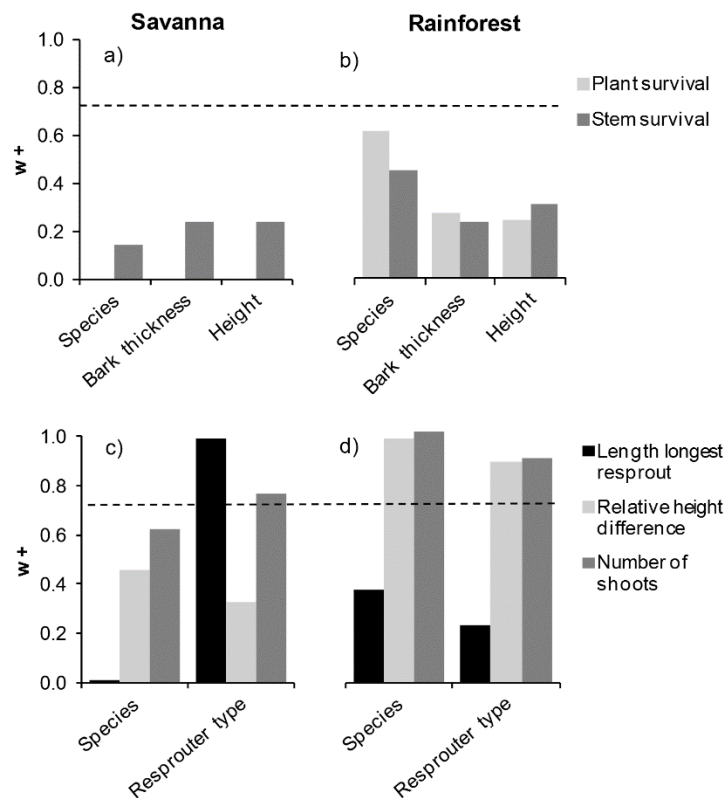 Savanna
Rainforest
a)
b)
w +
1.0
0.8
0.6
0.4
0.2
0.0
Species
Bark thickness
Height
Species
Bark thickness
Height
Plant survival
Stem survival
c)
d)
w +
1.0
0.8
0.6
0.4
0.2
0.0
Species
Resprouter type
Species
Resprouter type
Length longest
resprout
Relative height
difference
Number of
shoots